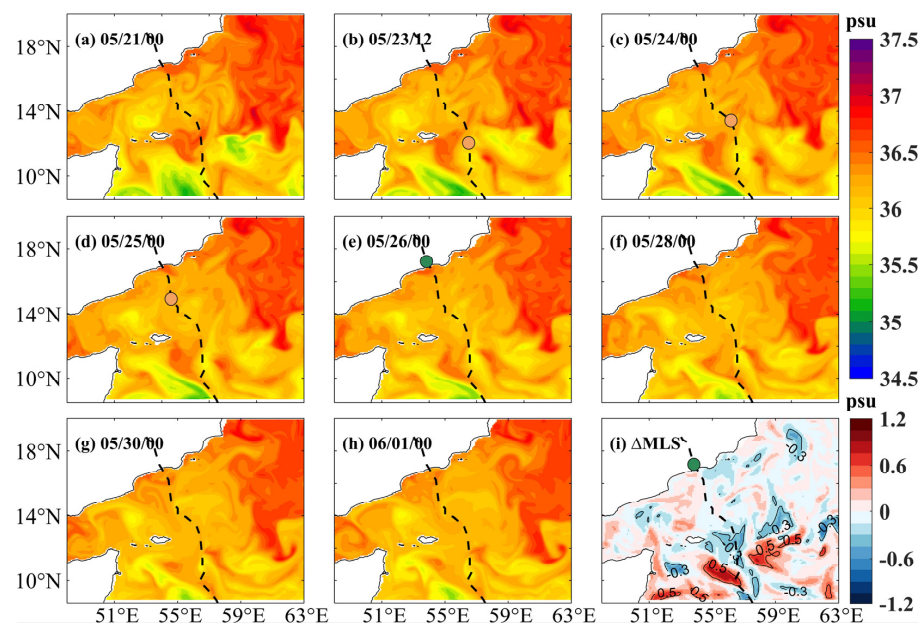 psu
(a) 05/21/00 (b) 05/23/12 (c) 05/24/00
18°N
14°N
10°N
37.5
37
36.5
36
35.5
35
34.5
(d) 05/25/00 (e) 05/26/00 (f) 05/28/00
18°N
14°N
10°N
psu
(g) 05/30/00 (h) 06/01/00 (i) ΔMLS
18°N
14°N
10°N
1.2
0.6
0
-0.6
-1.2
-0.3
0.3
0.5
0.5
0.5
-0.3
0.5
0.5
-0.3
51°E 55°E 59°E 63°E 51°E 55°E 59°E 63°E 51°E 55°E 59°E 63°E